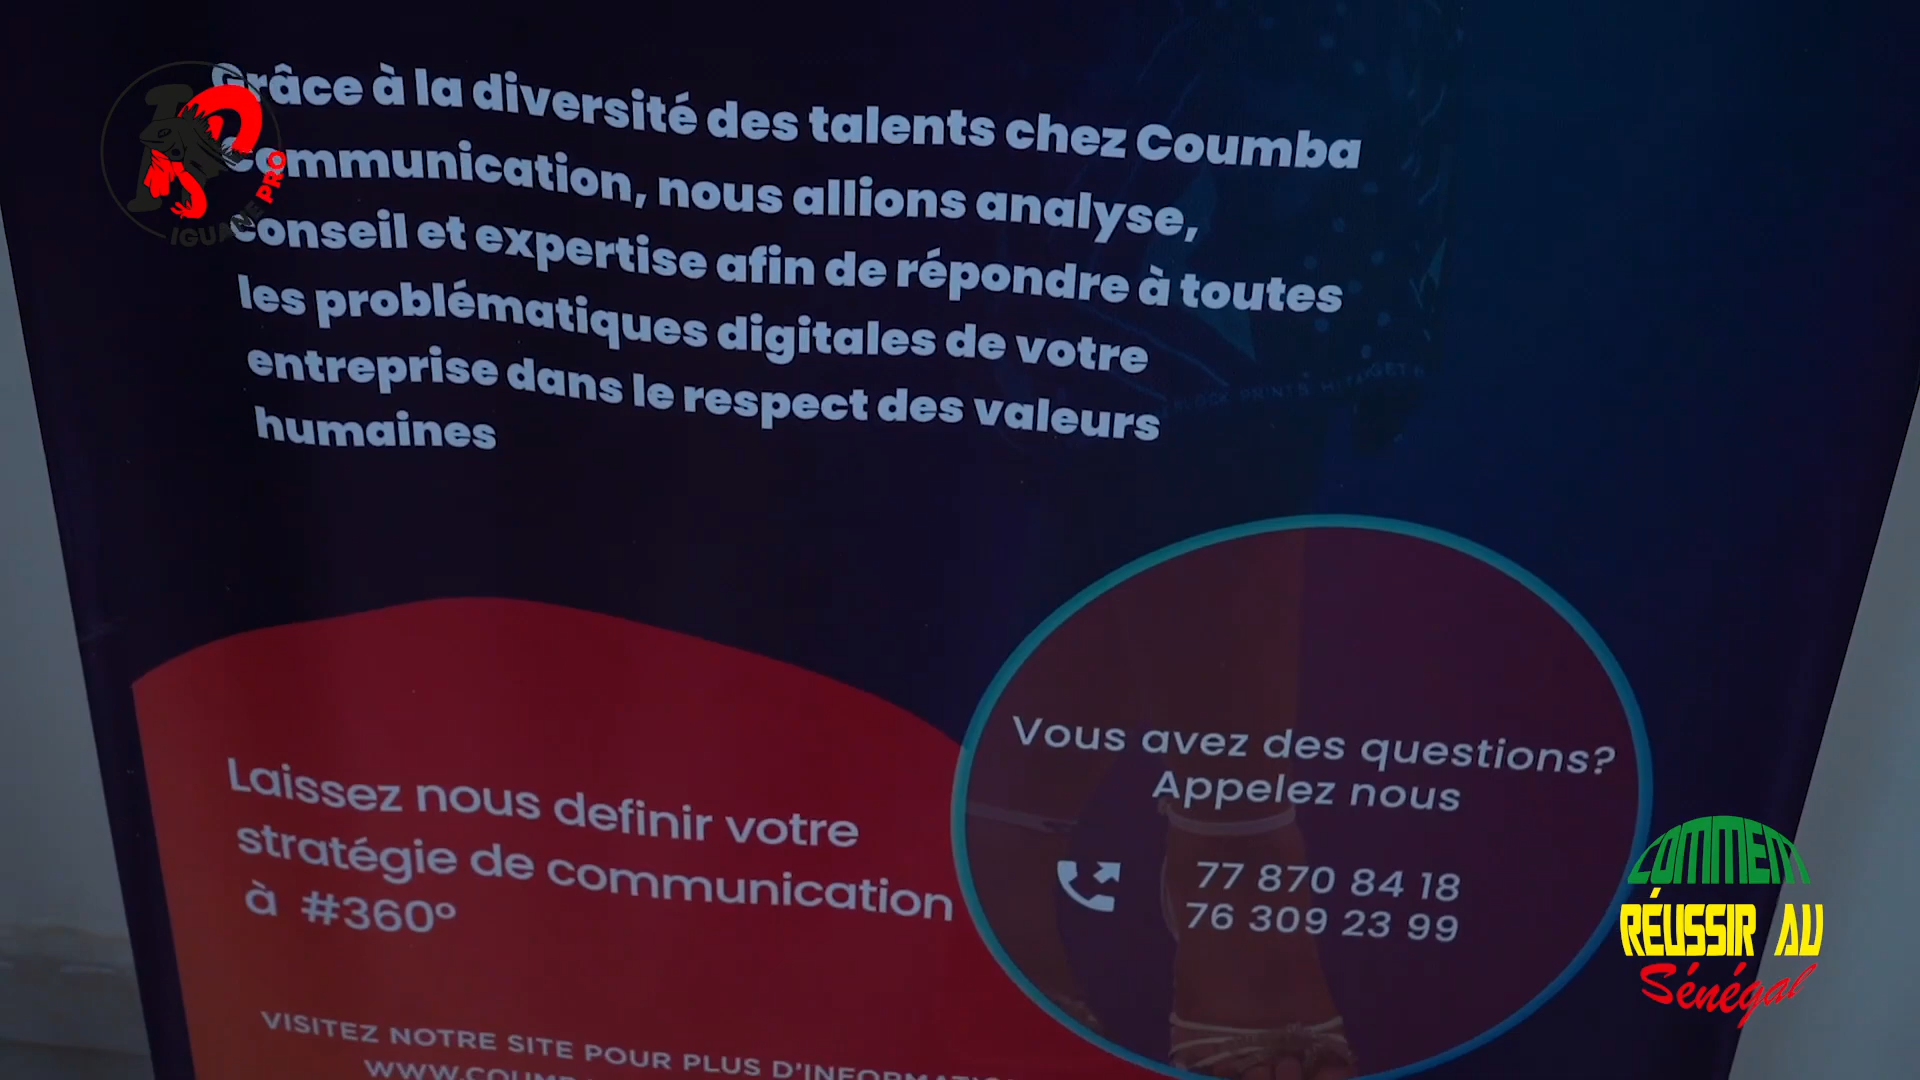 Grâce à la diversité des talents chez Coumba
communication, nous allions analyse,
conseil et expertise afin de répondre à toutes
les problématiques digitales de votre
entreprise dans le respect des valeurs
humaines
IGUANE PRO
Vous avez des questions?
Appelez nous
77 870 84 18
76 309 23 99
Laissez nous definir votre
stratégie de communication
à #360°
VISITEZ NOTRE SITE POUR PLUS
COMMENT
RÉUSSIR AU
Sénégal